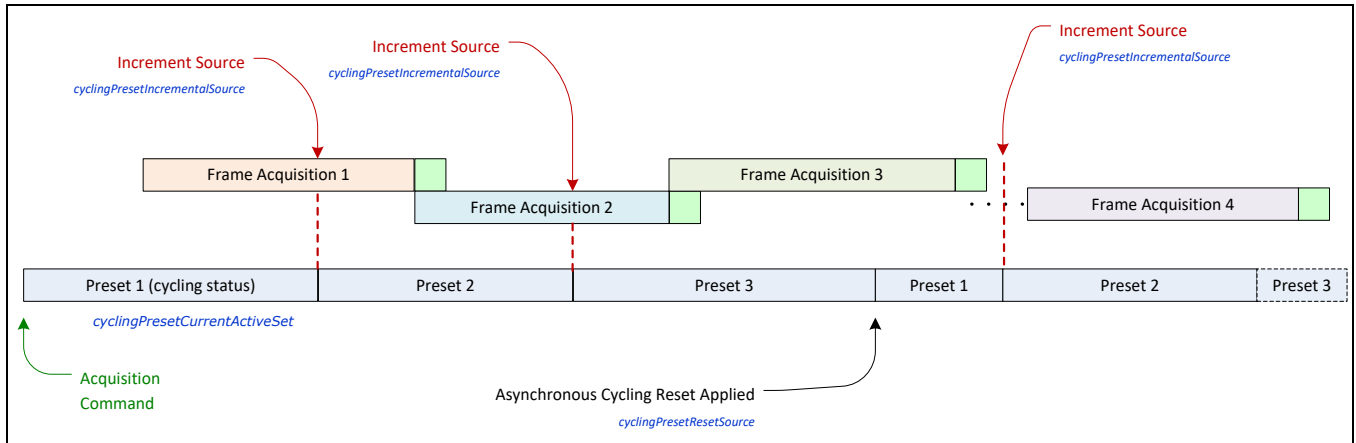 Increment Source
cyclingPresetIncrementalSource
Increment Source
cyclingPresetIncrementalSource
Increment Source
cyclingPresetIncrementalSource
Frame Acquisition 1
Frame Acquisition 2
Frame Acquisition 3
. . . .
Frame Acquisition 4
Preset 1 (cycling status)
Preset 2
Preset 3
Preset 1
Preset 2
Preset 3
cyclingPresetCurrentActiveSet
Acquisition
Command
Asynchronous Cycling Reset Applied
cyclingPresetResetSource